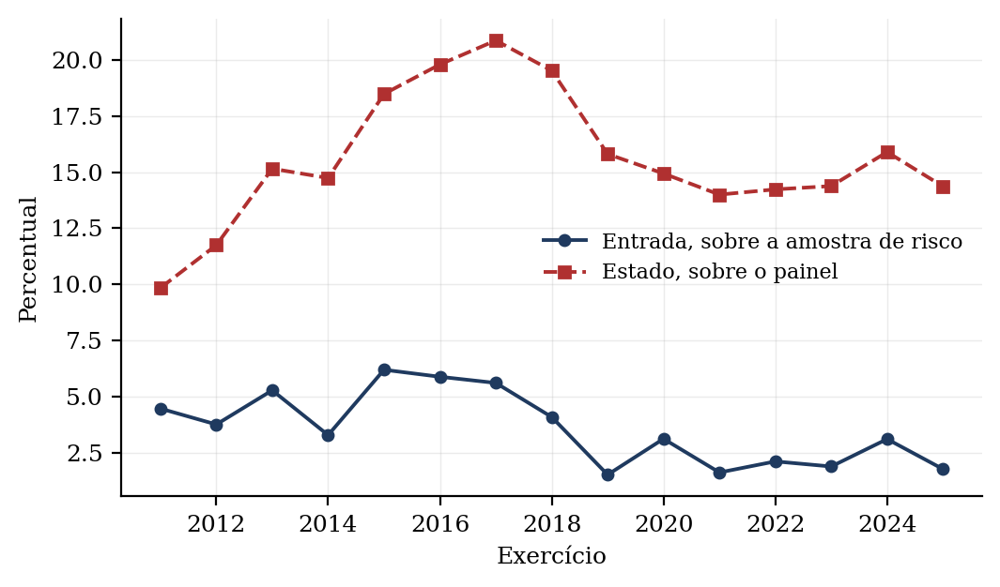 20.0
17.5
15.0
12.5
10.0
7.5
5.0
2.5
Percentual
Entrada, sobre a amostra de risco
Estado, sobre o painel
2012 2014 2016 2018 2020 2022 2024
Exercício